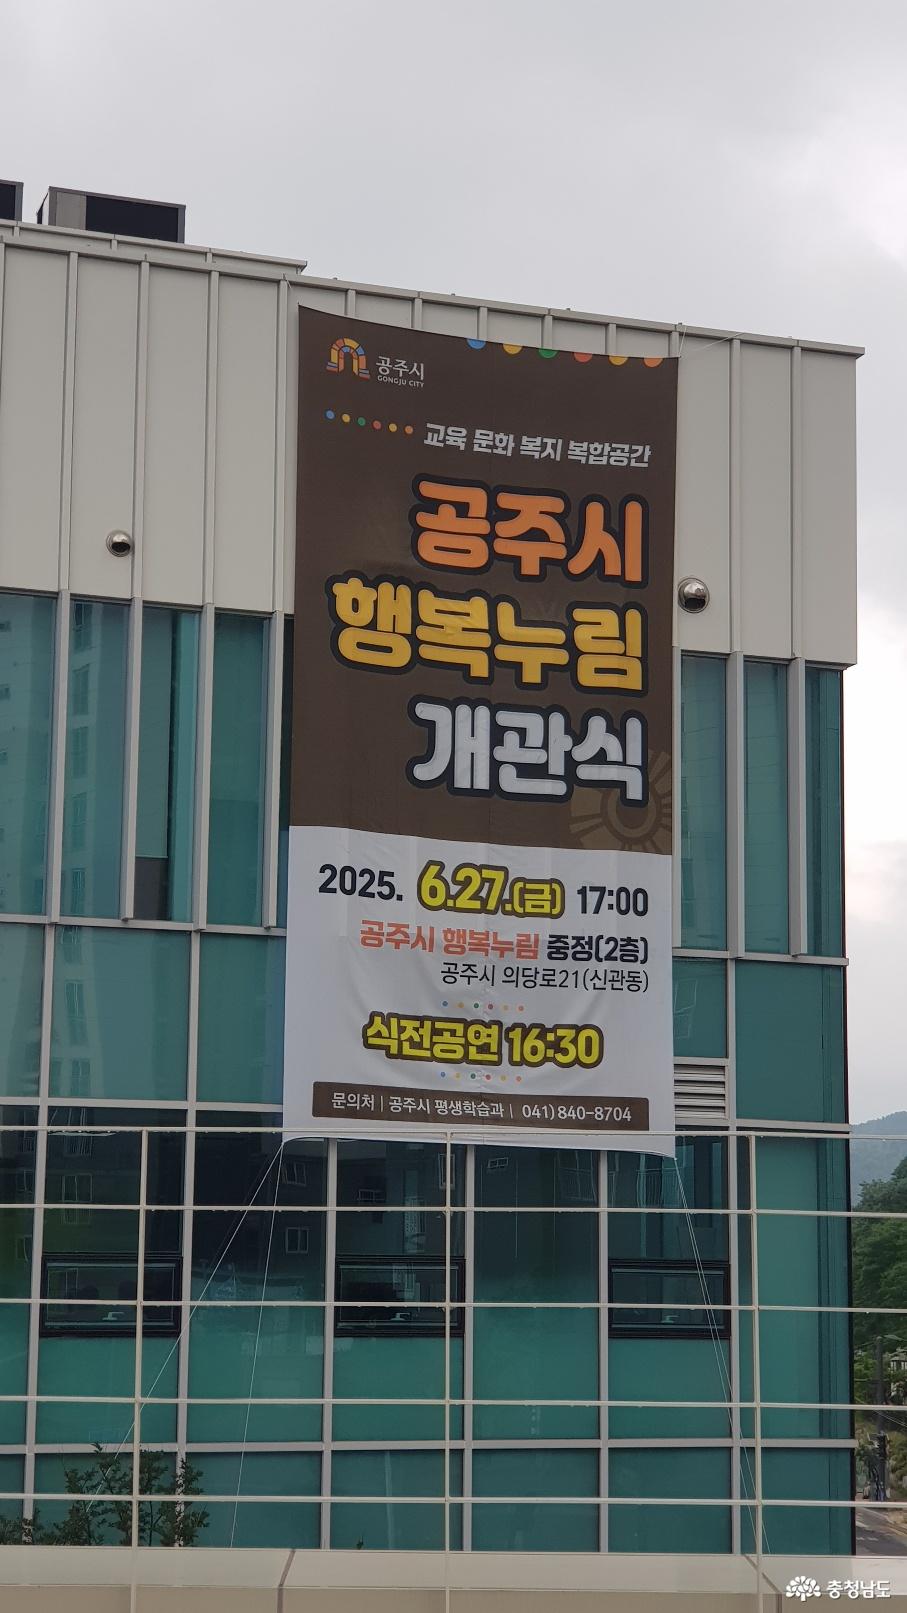 공주시
GONGJU CITY
교육 문화 복지 복합공간
공주시
행복누림
개관식
2025. 6.27.(금) 17:00
공주시 행복누림 중정(2층)
공주시 의당로21(신관동)
식전공연 16:30
문의처 | 공주시 평생학습과 | 041) 840-8704
충청남도